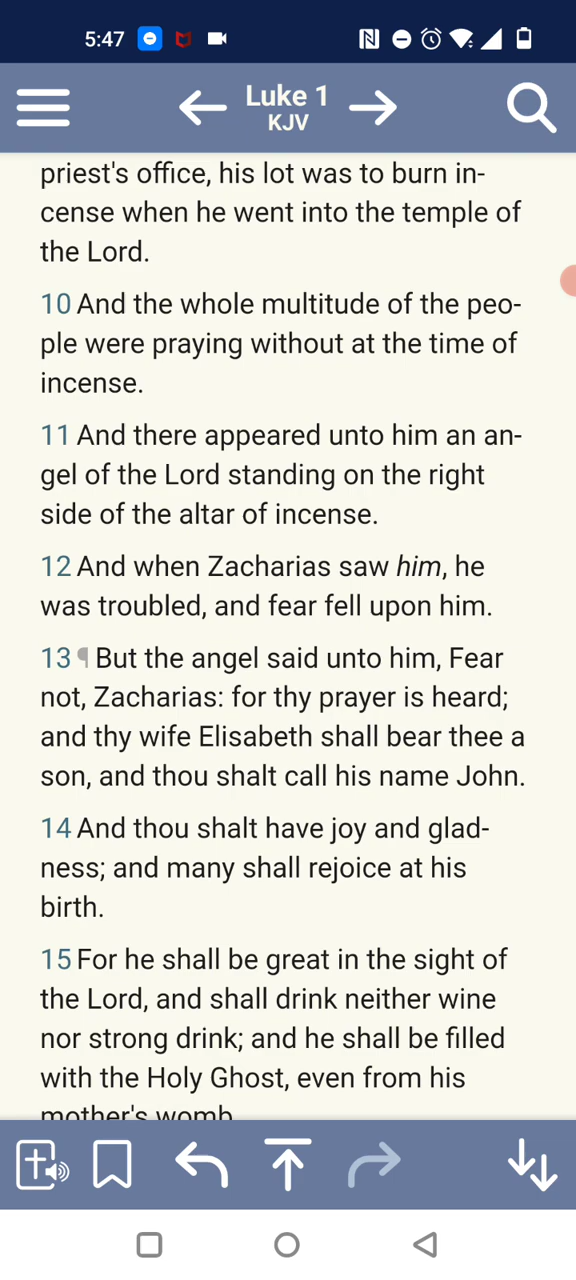 5:47
Luke 1
KJV
priest's office, his lot was to burn in-
cense when he went into the temple of
the Lord.
10 And the whole multitude of the peo-
ple were praying without at the time of
incense.
11 And there appeared unto him an an-
gel of the Lord standing on the right
side of the altar of incense.
12 And when Zacharias saw him, he
was troubled, and fear fell upon him.
13 ¶ But the angel said unto him, Fear
not, Zacharias: for thy prayer is heard;
and thy wife Elisabeth shall bear thee a
son, and thou shalt call his name John.
14 And thou shalt have joy and glad-
ness; and many shall rejoice at his
birth.
15 For he shall be great in the sight of
the Lord, and shall drink neither wine
nor strong drink; and he shall be filled
with the Holy Ghost, even from his
mother's womb